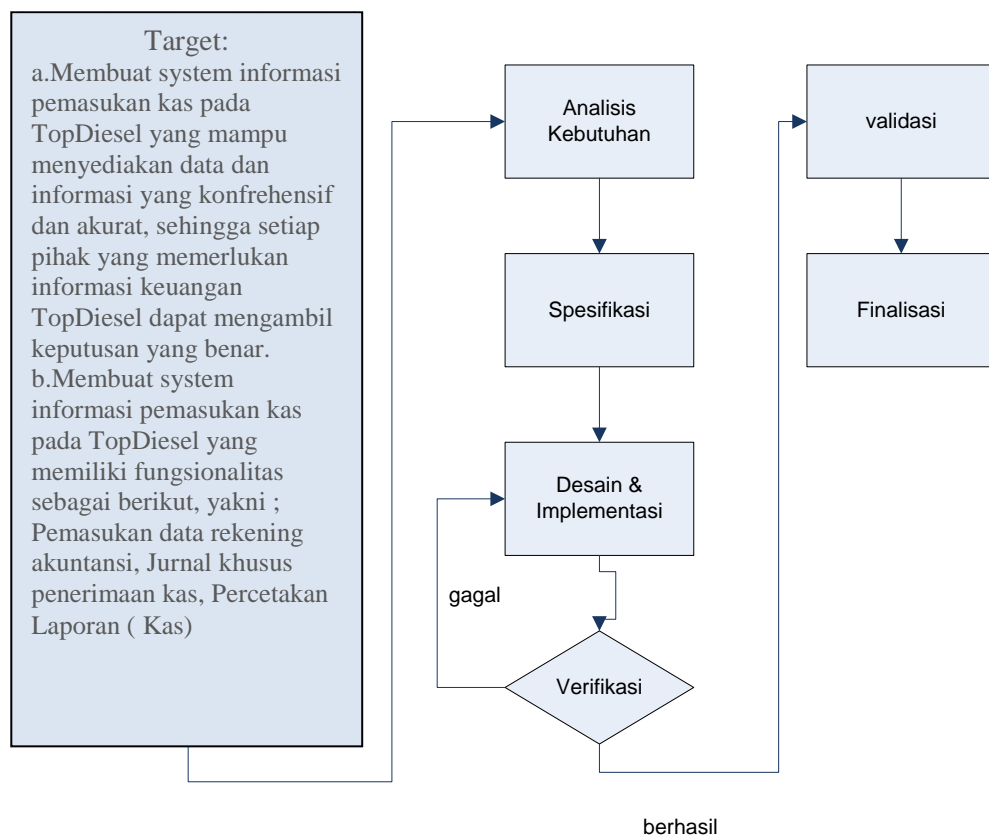 Target:
a.Membuat system informasi
pemasukan kas pada
TopDiesel yang mampu
menyediakan data dan
informasi yang konfrehensif
dan akurat, sehingga setiap
pihak yang memerlukan
informasi keuangan
TopDiesel dapat mengambil
keputusan yang benar.
b.Membuat system
informasi pemasukan kas
pada TopDiesel yang
memiliki fungsionalitas
sebagai berikut, yakni ;
Pemasukan data rekening
akuntansi, Jurnal khusus
penerimaan kas, Percetakan
Laporan ( Kas)
Analisis
Kebutuhan
Spesifikasi
Desain &
Implementasi
gagal
Verifikasi
berhasil
validasi
Finalisasi